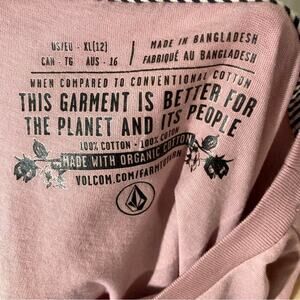 US/EU - XL(12) | MADE IN BANGLADESH
CAN - TG | AUS - 16 | FABRIQUÉ AU BANGLADESH
WHEN COMPARED TO CONVENTIONAL COTTON
THIS GARMENT IS BETTER FOR
THE PLANET AND ITS PEOPLE
100% COTTON - 100% COTON
MADE WITH ORGANIC COTTON
VOLCOM.COM/FARMTOYARN